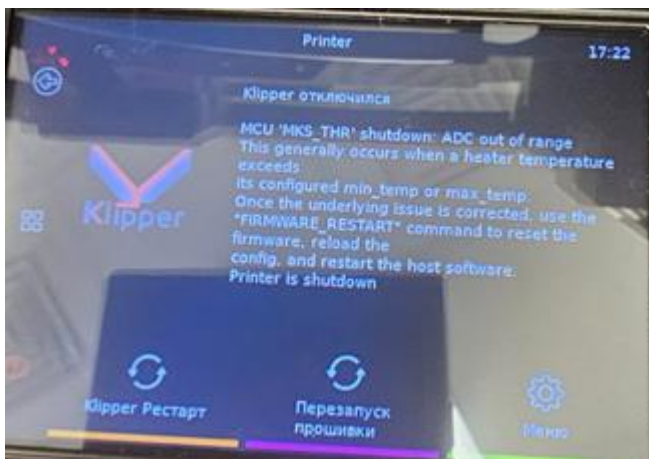 Printer
17:22
Klipper отключился
MCU 'MKS_THR' shutdown: ADC out of range
This generally occurs when a heater temperature
exceeds
its configured min_temp or max_temp.
Once the underlying issue is corrected, use the
"FIRMWARE_RESTART" command to reset the
firmware, reload the
config, and restart the host software.
Printer is shutdown
Klipper
Klipper Рестарт
Перезапуск
прошивки
Меню